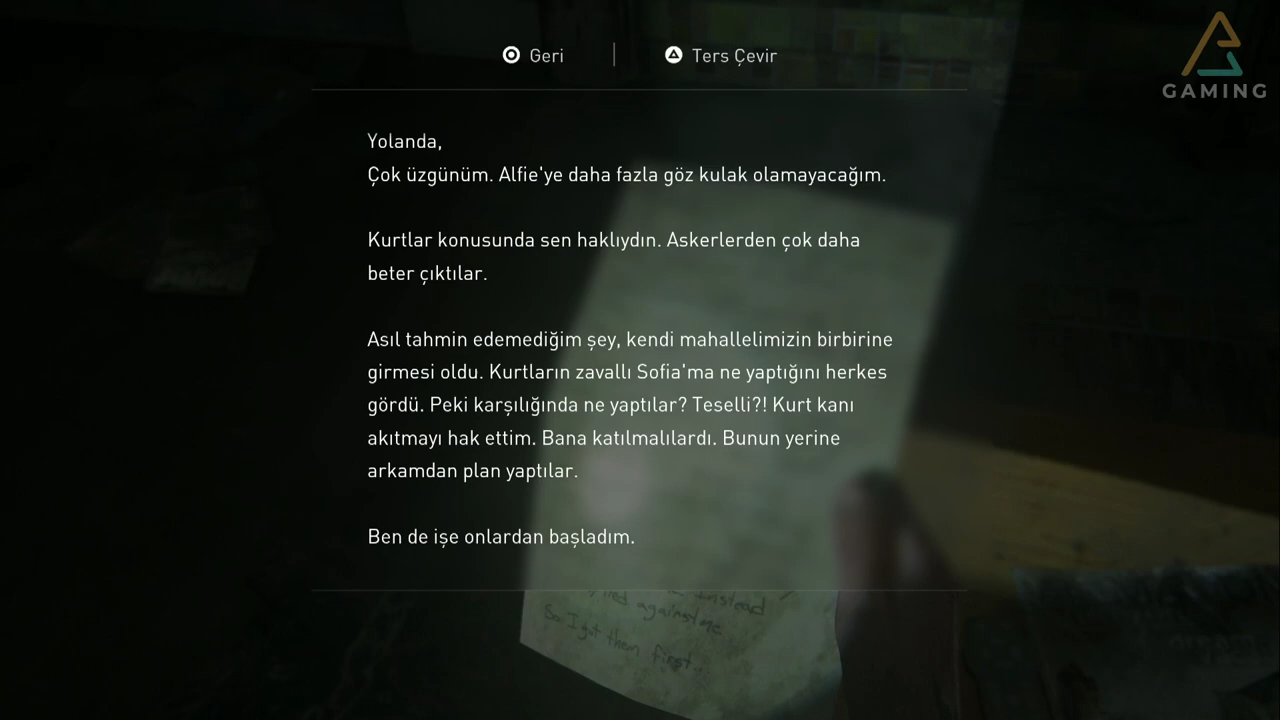 Geri | Ters Çevir
GAMING
Yolanda,
Çok üzgünüm. Alfie'ye daha fazla göz kulak olamayacağım.
Kurtlar konusunda sen haklıydın. Askerlerden çok daha
beter çıktılar.
Asıl tahmin edemediğim şey, kendi mahallelimizin birbirine
girmesi oldu. Kurtların zavallı Sofia'ma ne yaptığını herkes
gördü. Peki karşılığında ne yaptılar? Teselli?! Kurt kanı
akıtmayı hak ettim. Bana katılmalılardı. Bunun yerine
arkamdan plan yaptılar.
Ben de işe onlardan başladım.
instead
against me
So I got them first